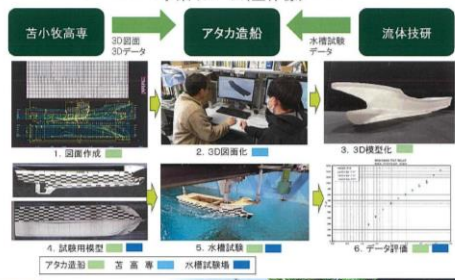 苫小牧高専
3D図面
3Dデータ
アタカ造船
水槽試験
データ
流体技研
1. 図面作成
2. 3D図面化
3. 3D模型化
4. 試験用模型
5. 水槽試験
6. データ評価
アタカ造船
苫高専
水槽試験場